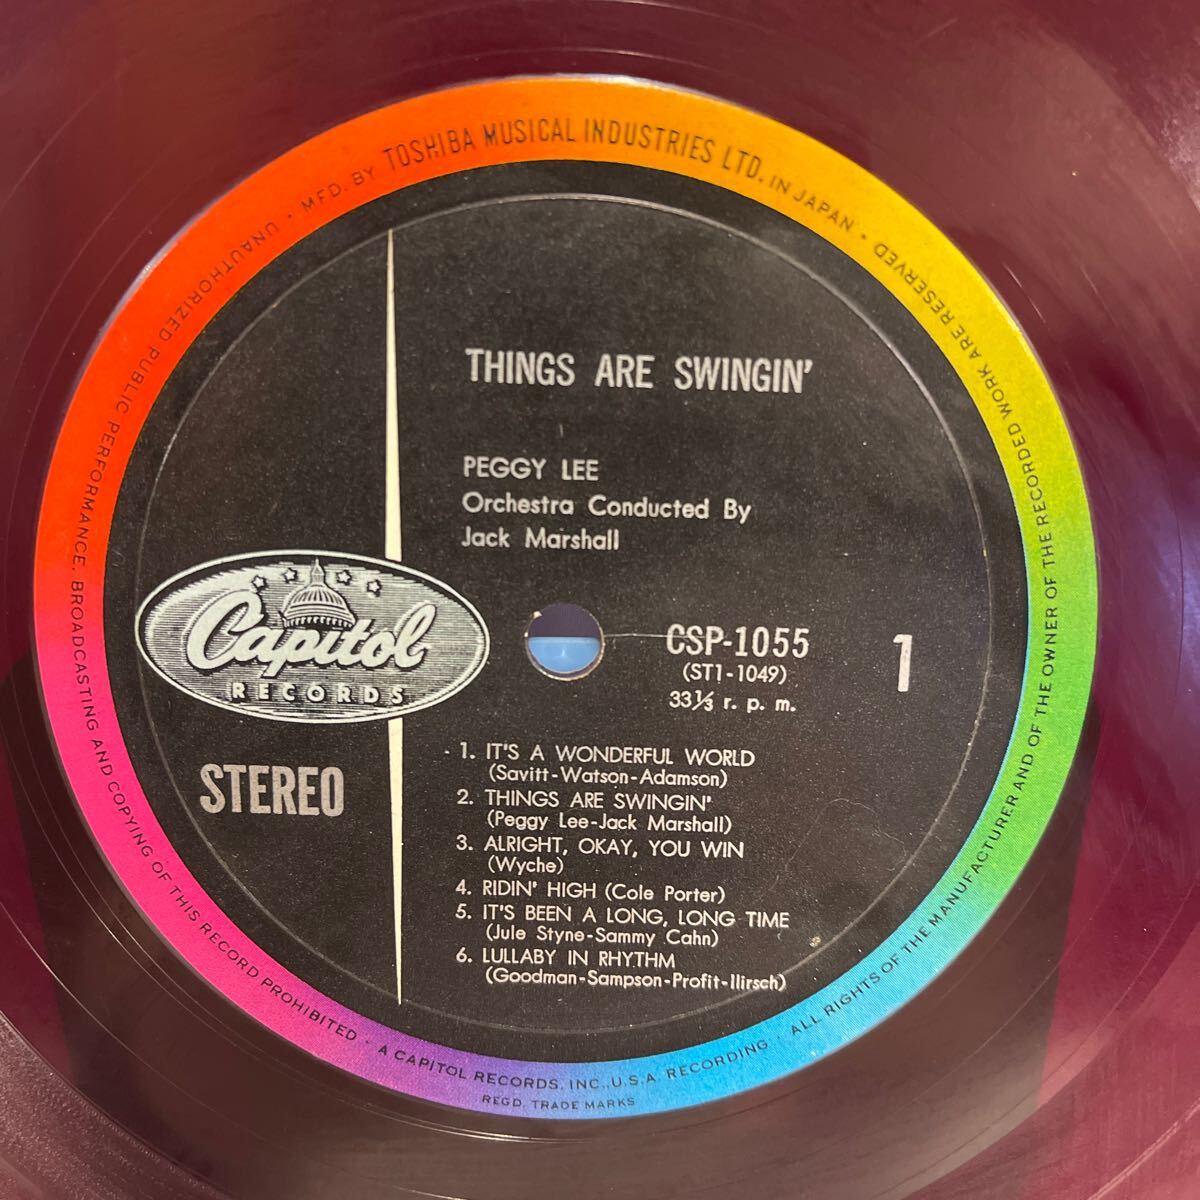 MFD. BY TOSHIBA MUSICAL INDUSTRIES LTD. IN JAPAN • ALL RIGHTS OF THE MANUFACTURER AND OF THE OWNER OF THE RECORDED WORK ARE RESERVED
UNAUTHORIZED PUBLIC PERFORMANCE, BROADCASTING AND COPYING OF THIS RECORD PROHIBITED • A CAPITOL RECORDS, INC., U.S.A. RECORDING •
REGD. TRADE MARKS
THINGS ARE SWINGIN'
PEGGY LEE
Orchestra Conducted By
Jack Marshall
Capitol
RECORDS
STEREO
CSP-1055
(ST1-1049)
33⅓ r. p. m.
1
1. IT'S A WONDERFUL WORLD
(Savitt-Watson-Adamson)
2. THINGS ARE SWINGIN'
(Peggy Lee-Jack Marshall)
3. ALRIGHT, OKAY, YOU WIN
(Wyche)
4. RIDIN' HIGH (Cole Porter)
5. IT'S BEEN A LONG, LONG TIME
(Jule Styne-Sammy Cahn)
6. LULLABY IN RHYTHM
(Goodman-Sampson-Profit-Ilirsch)